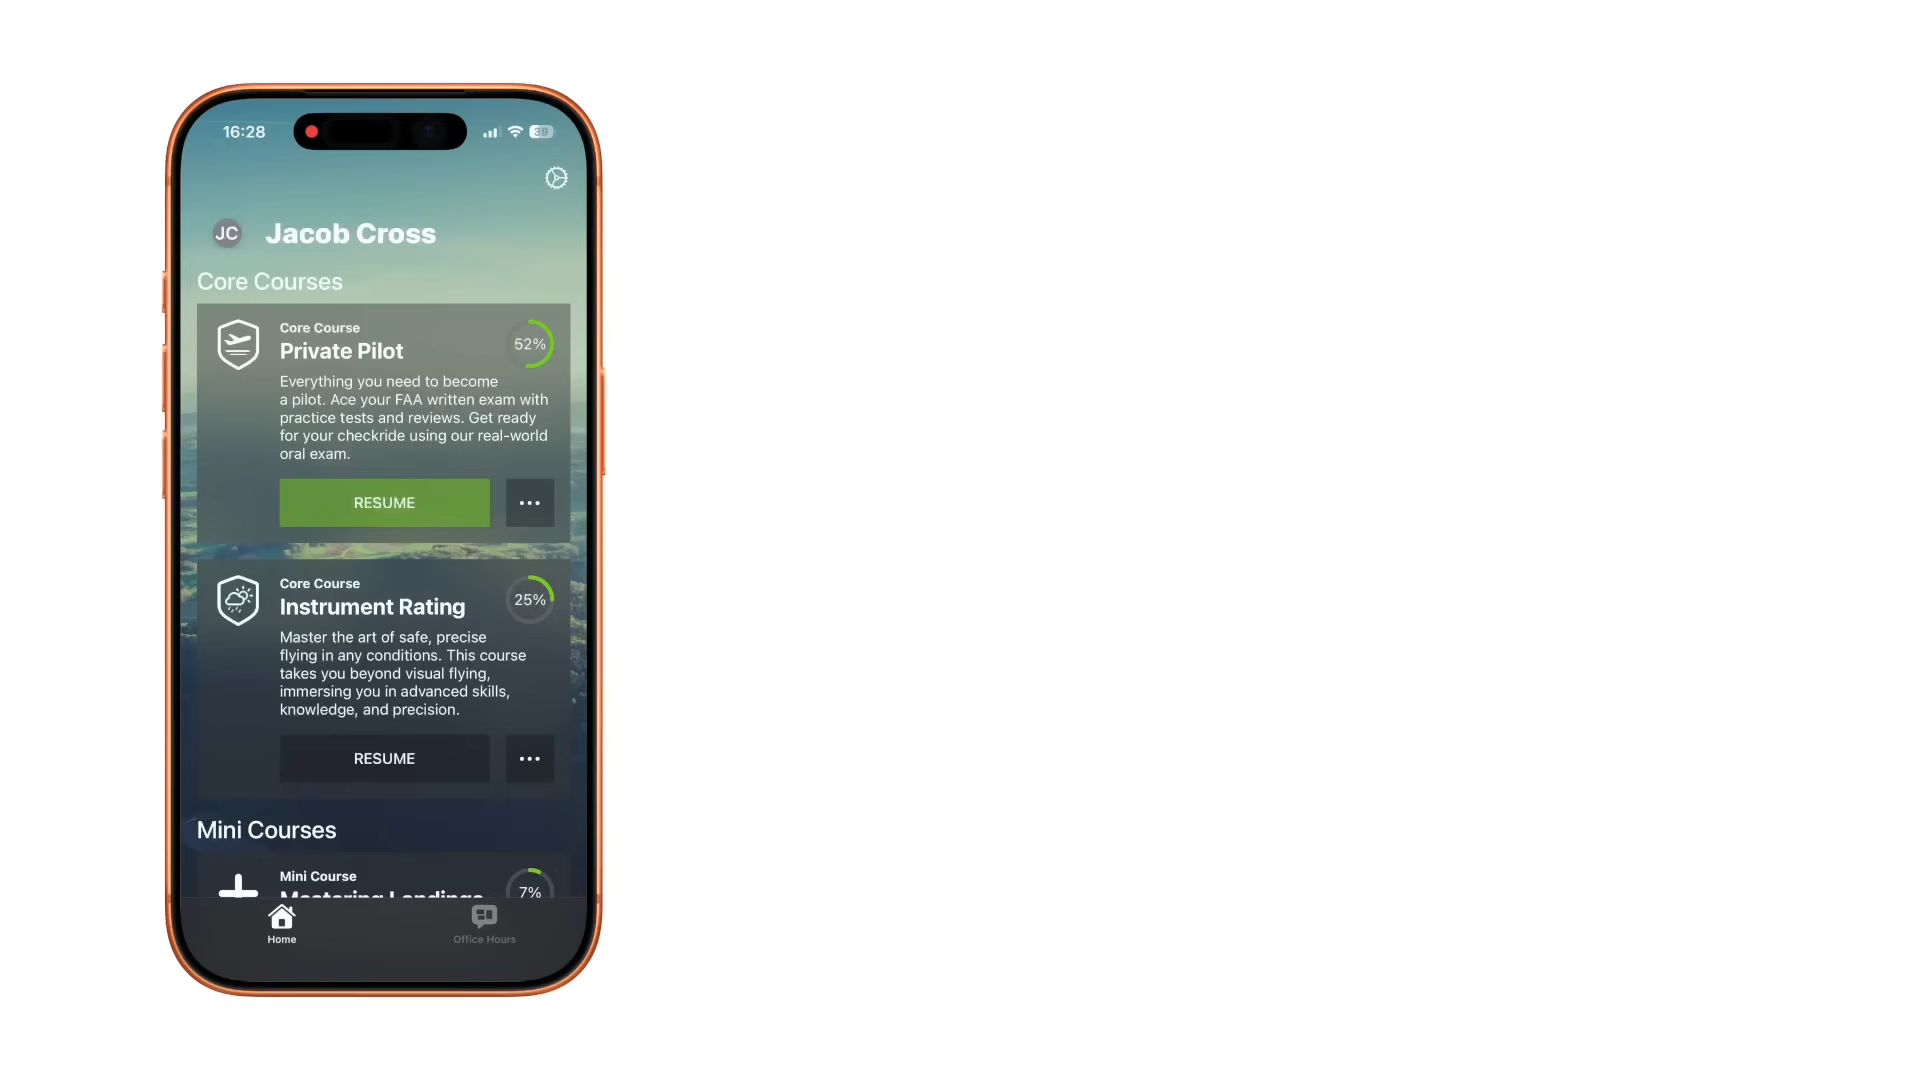 16:28
39
JC
Jacob Cross
Core Courses
Core Course
Private Pilot
52%
Everything you need to become
a pilot. Ace your FAA written exam with
practice tests and reviews. Get ready
for your checkride using our real-world
oral exam.
RESUME
Core Course
Instrument Rating
25%
Master the art of safe, precise
flying in any conditions. This course
takes you beyond visual flying,
immersing you in advanced skills,
knowledge, and precision.
RESUME
Mini Courses
Mini Course
Mastering Landings
7%
Home
Office Hours